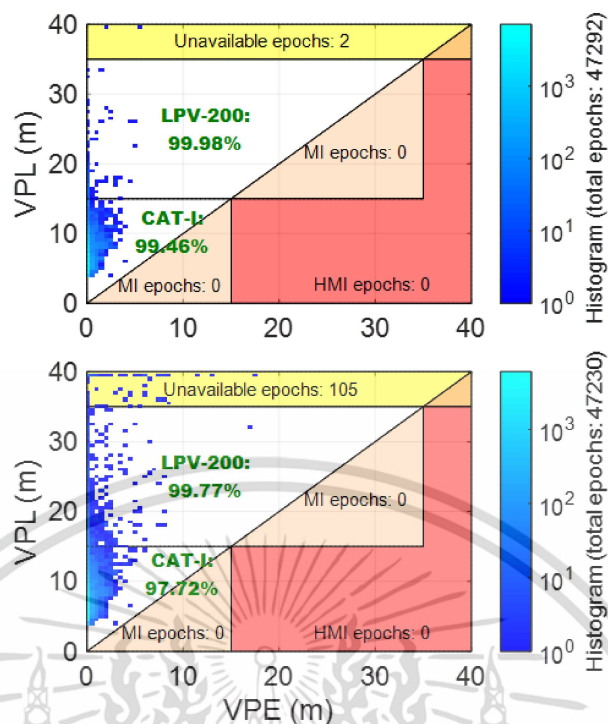 40
30
20
10
0
VPL (m)
Unavailable epochs: 2
LPV-200:
99.98%
MI epochs: 0
CAT-I:
99.46%
MI epochs: 0
HMI epochs: 0
0 10 20 30 40
10^3
10^2
10^1
10^0
Histogram (total epochs: 47292)
40
30
20
10
0
VPL (m)
Unavailable epochs: 105
LPV-200:
99.77%
MI epochs: 0
CAT-I:
97.72%
MI epochs: 0
HMI epochs: 0
0 10 20 30 40
VPE (m)
10^3
10^2
10^1
10^0
Histogram (total epochs:47230)